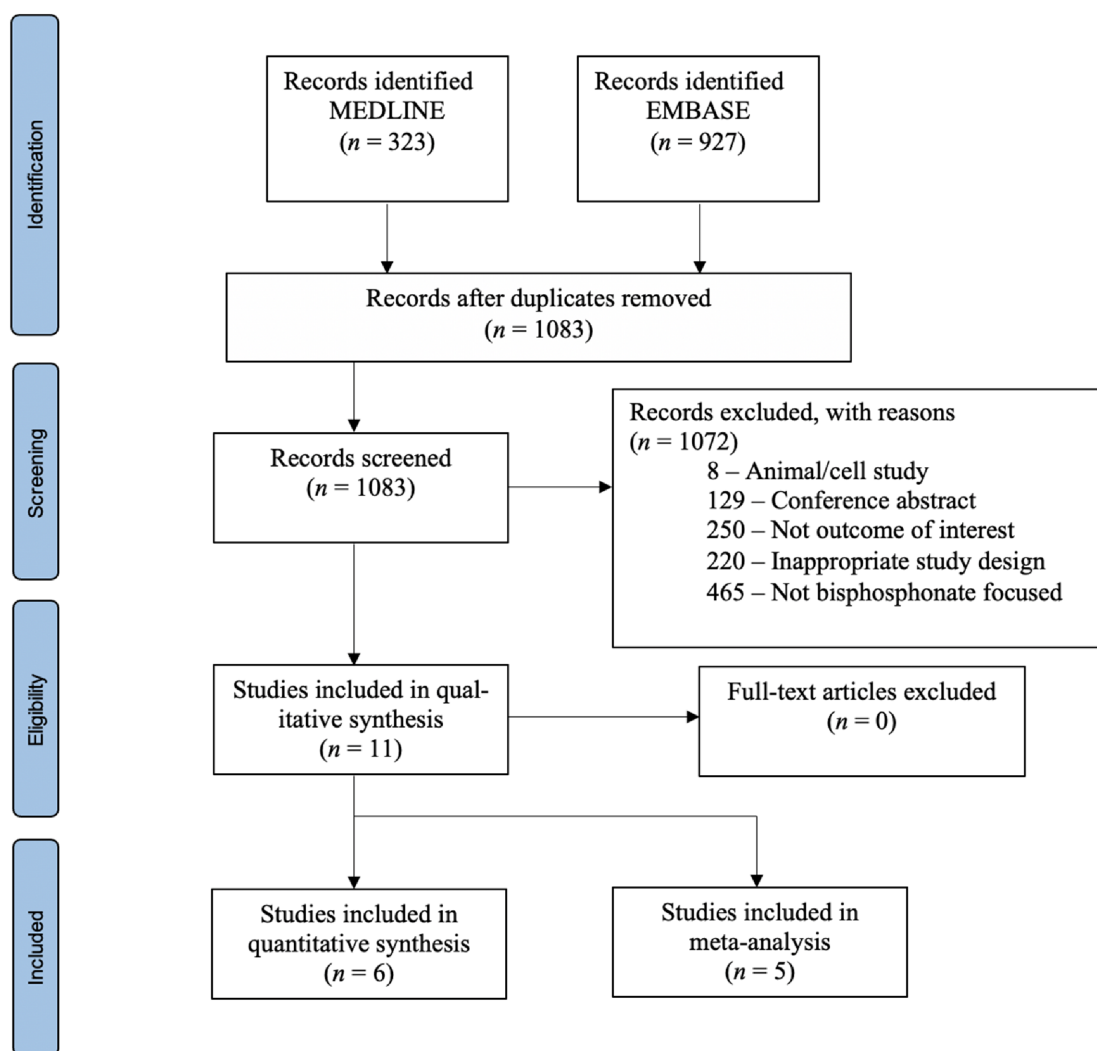 Identification
Records identified
MEDLINE
(n = 323)
Records identified
EMBASE
(n = 927)
Records after duplicates removed
(n = 1083)
Screening
Records screened
(n = 1083)
Records excluded, with reasons
(n = 1072)
8 – Animal/cell study
129 – Conference abstract
250 – Not outcome of interest
220 – Inappropriate study design
465 – Not bisphosphonate focused
Eligibility
Studies included in qual-
itative synthesis
(n = 11)
Full-text articles excluded
(n = 0)
Included
Studies included in
quantitative synthesis
(n = 6)
Studies included in
meta-analysis
(n = 5)